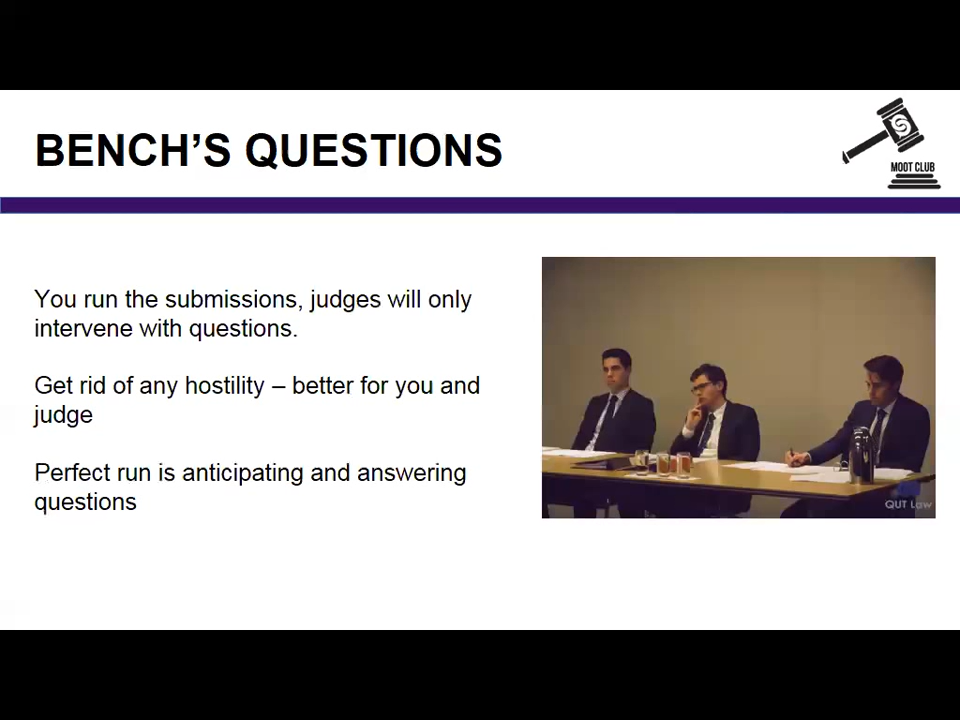 BENCH'S QUESTIONS
MOOT CLUB
You run the submissions, judges will only
intervene with questions.
Get rid of any hostility – better for you and
judge
Perfect run is anticipating and answering
questions
QUT Law